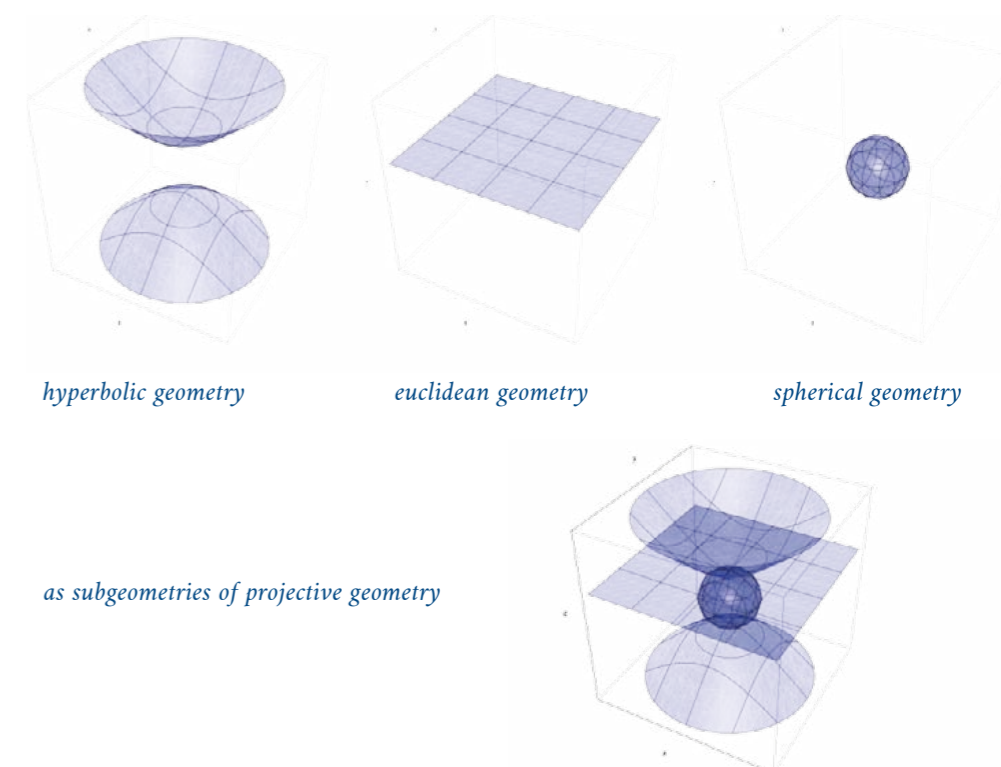 hyperbolic geometry
euclidean geometry
spherical geometry
as subgeometries of projective geometry